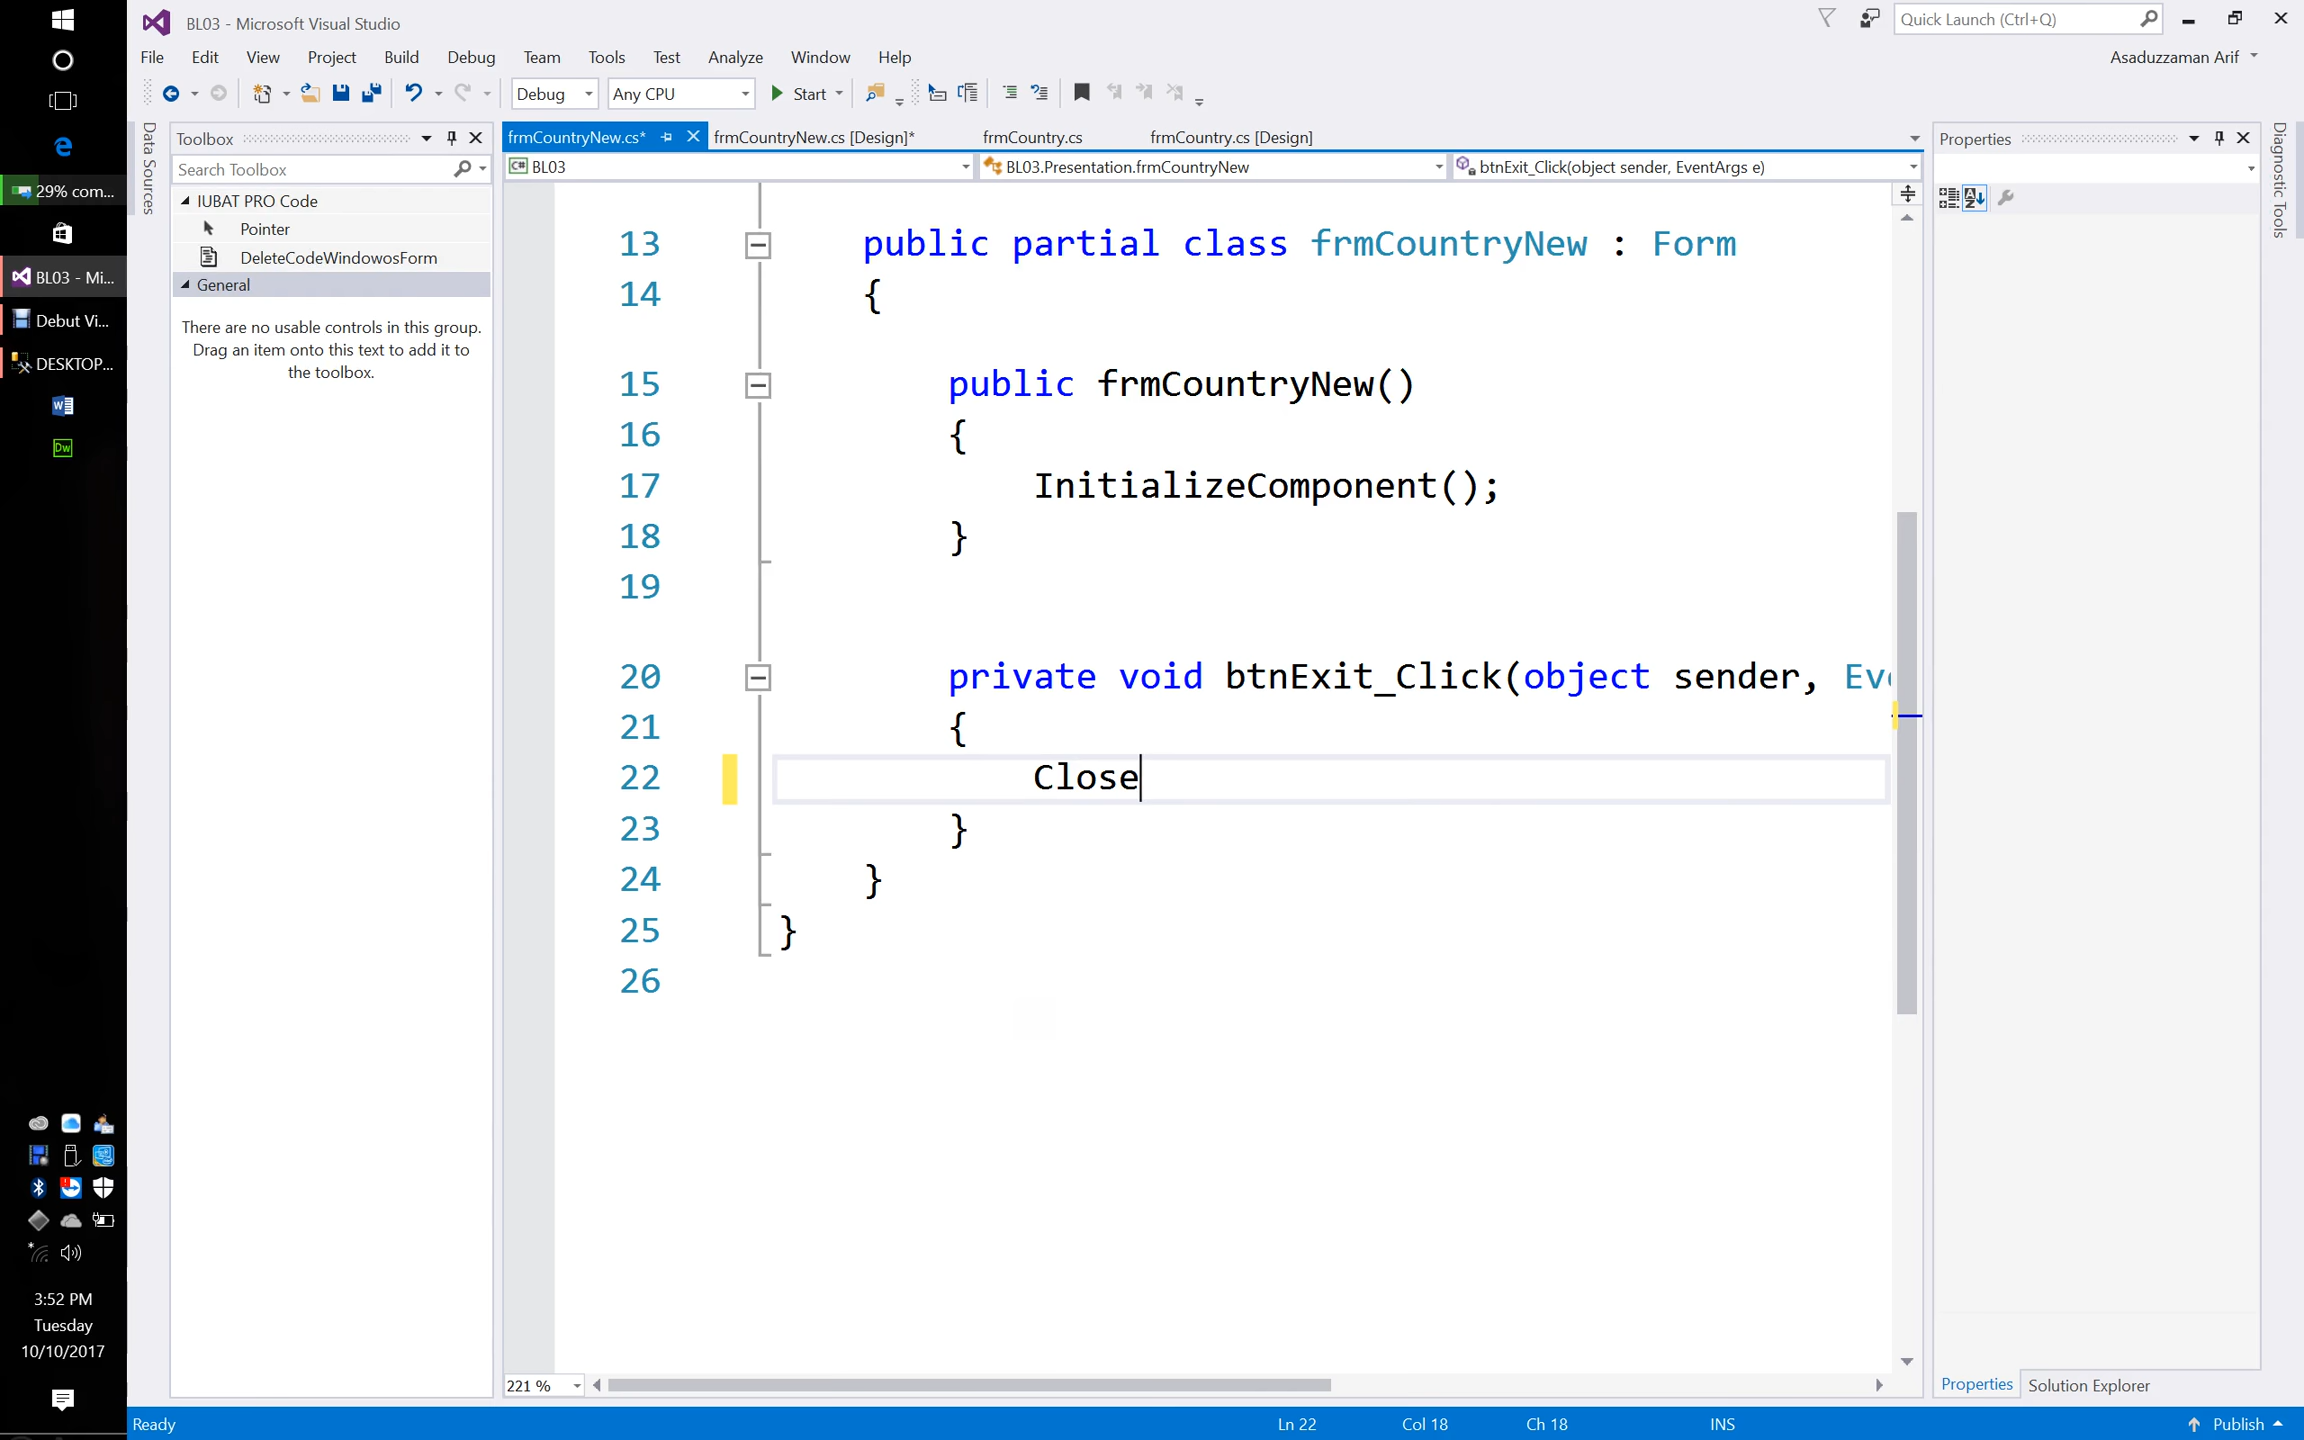 BL03 - Microsoft Visual Studio
Quick Launch (Ctrl+Q)
File Edit View Project Build Debug Team Tools Test Analyze Window Help
Asaduzzaman Arif
Debug Any CPU Start
Data Sources
Toolbox
Search Toolbox
IUBAT PRO Code
Pointer
DeleteCodeWindowosForm
General
There are no usable controls in this group.
Drag an item onto this text to add it to
the toolbox.
29% com...
BL03 - Mi...
Debut Vi...
DESKTOP...
Dw
frmCountryNew.cs* frmCountryNew.cs [Design]* frmCountry.cs frmCountry.cs [Design]
BL03 BL03.Presentation.frmCountryNew btnExit_Click(object sender, EventArgs e)
13 public partial class frmCountryNew : Form
14 {
15 public frmCountryNew()
16 {
17 InitializeComponent();
18 }
19
20 private void btnExit_Click(object sender, Eve
21 {
22 Close
23 }
24 }
25 }
26
221 %
Properties
Diagnostic Tools
Properties Solution Explorer
3:52 PM
Tuesday
10/10/2017
Ready Ln 22 Col 18 Ch 18 INS Publish